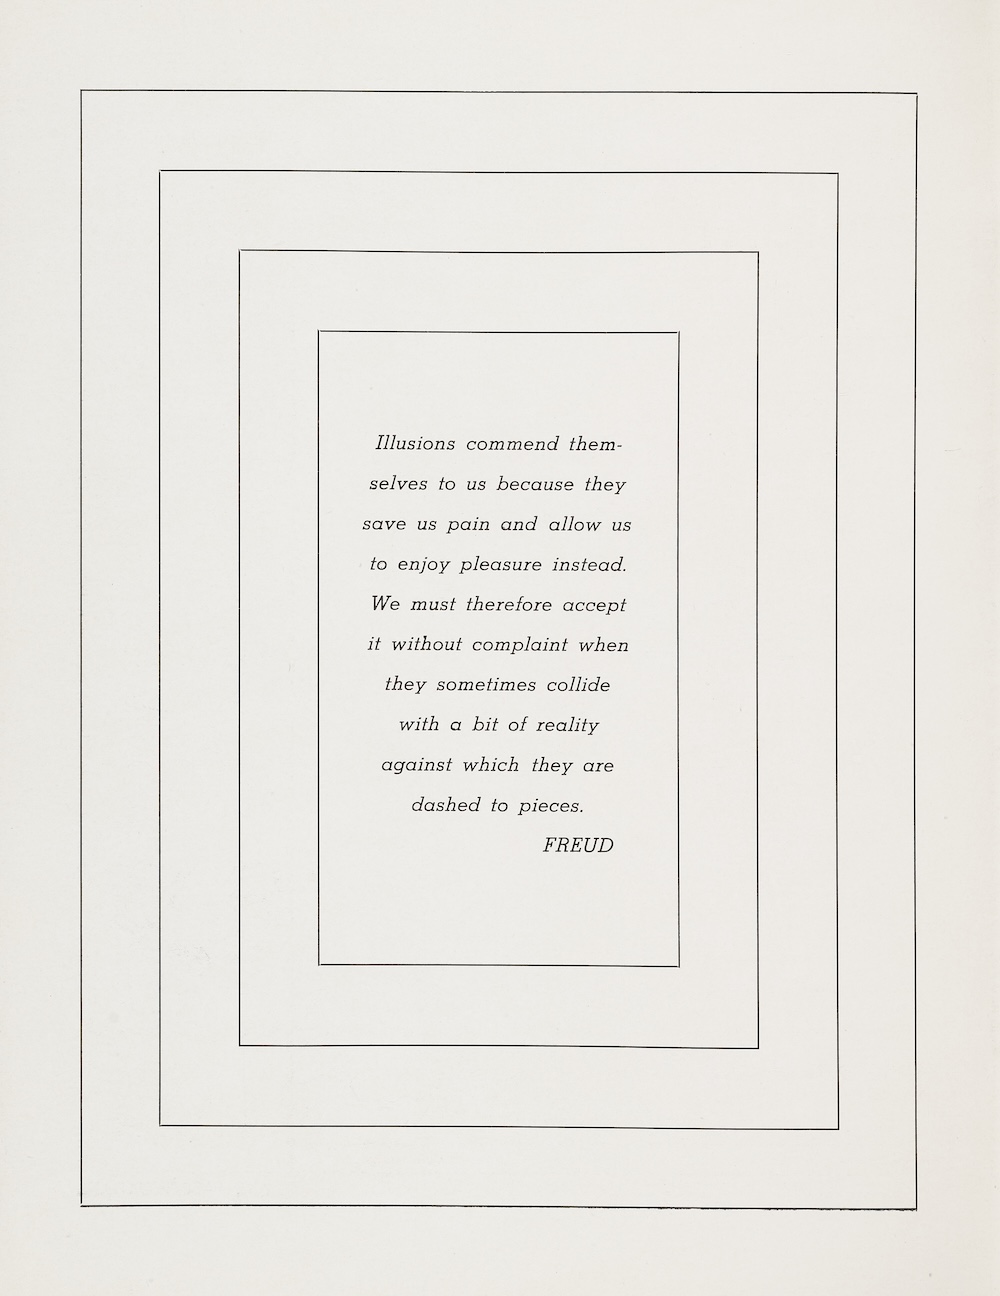 Illusions commend them-
selves to us because they
save us pain and allow us
to enjoy pleasure instead.
We must therefore accept
it without complaint when
they sometimes collide
with a bit of reality
against which they are
dashed to pieces.
FREUD